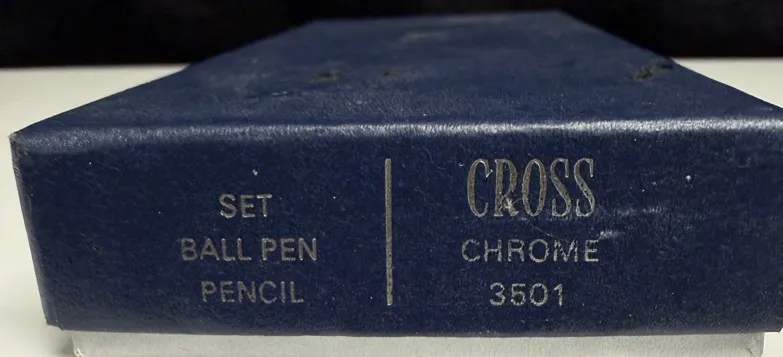 SET
BALL PEN
PENCIL
CROSS
CHROME
3501